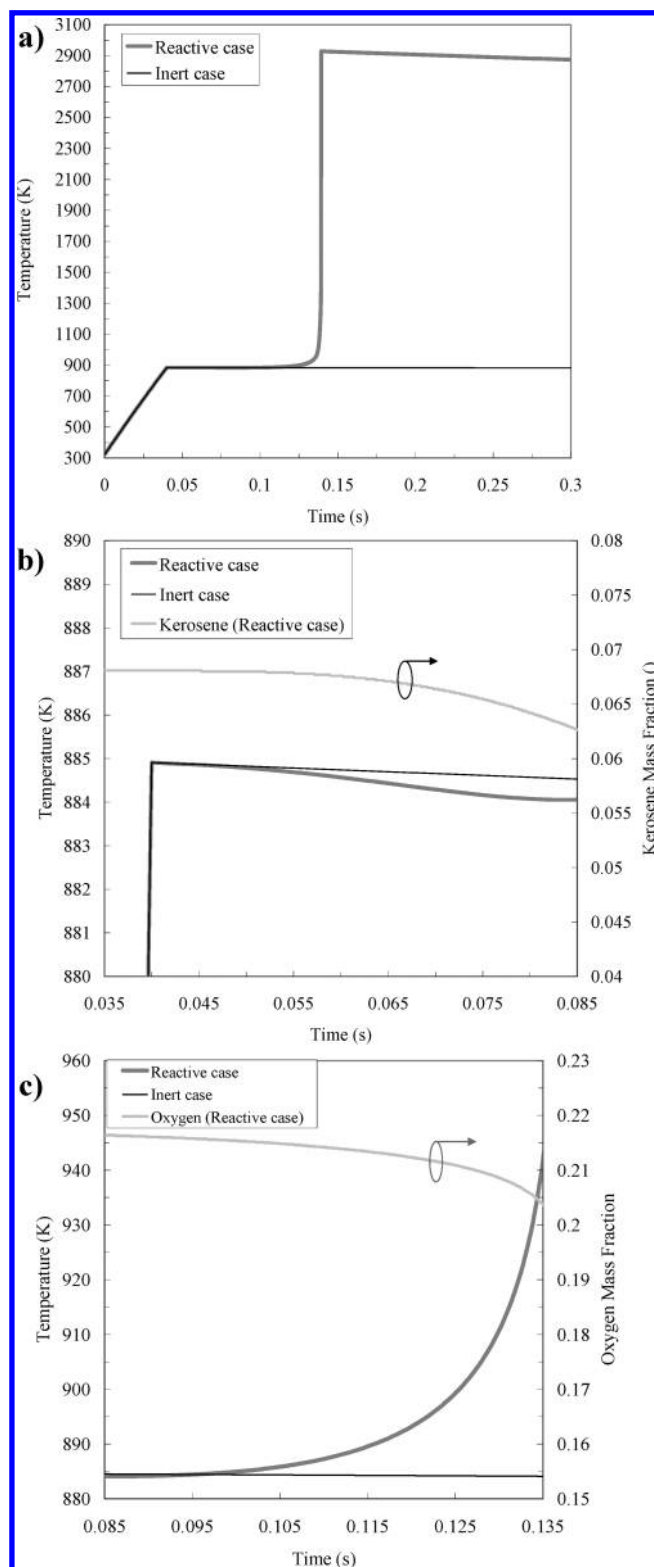 a)
3100
2900
2700
2500
2300
2100
1900
1700
1500
1300
1100
900
700
500
300
Temperature (K)
Reactive case
Inert case
0 0.05 0.1 0.15 0.2 0.25 0.3
Time (s)
b)
890
889
888
887
886
885
884
883
882
881
880
Temperature (K)
Reactive case
Inert case
Kerosene (Reactive case)
0.08
0.075
0.07
0.065
0.06
0.055
0.05
0.045
0.04
Kerosene Mass Fraction ()
0.035 0.045 0.055 0.065 0.075 0.085
Time (s)
c)
960
950
940
930
920
910
900
890
880
Temperature (K)
Reactive case
Inert case
Oxygen (Reactive case)
0.23
0.22
0.21
0.2
0.19
0.18
0.17
0.16
0.15
Oxygen Mass Fraction
0.085 0.095 0.105 0.115 0.125 0.135
Time (s)